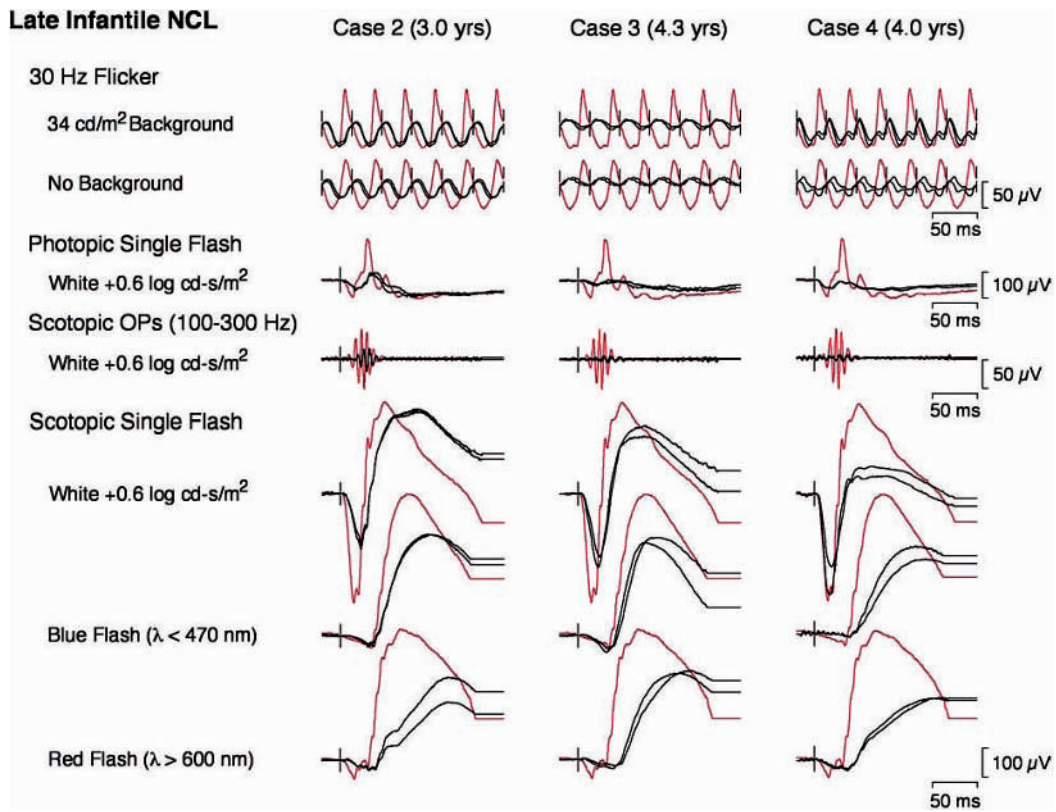 Late Infantile NCL
Case 2 (3.0 yrs) Case 3 (4.3 yrs) Case 4 (4.0 yrs)
30 Hz Flicker
34 cd/m² Background
No Background
50 µV
50 ms
Photopic Single Flash
White +0.6 log cd-s/m²
100 µV
50 ms
Scotopic OPs (100-300 Hz)
White +0.6 log cd-s/m²
50 µV
50 ms
Scotopic Single Flash
White +0.6 log cd-s/m²
Blue Flash (λ < 470 nm)
Red Flash (λ > 600 nm)
100 µV
50 ms